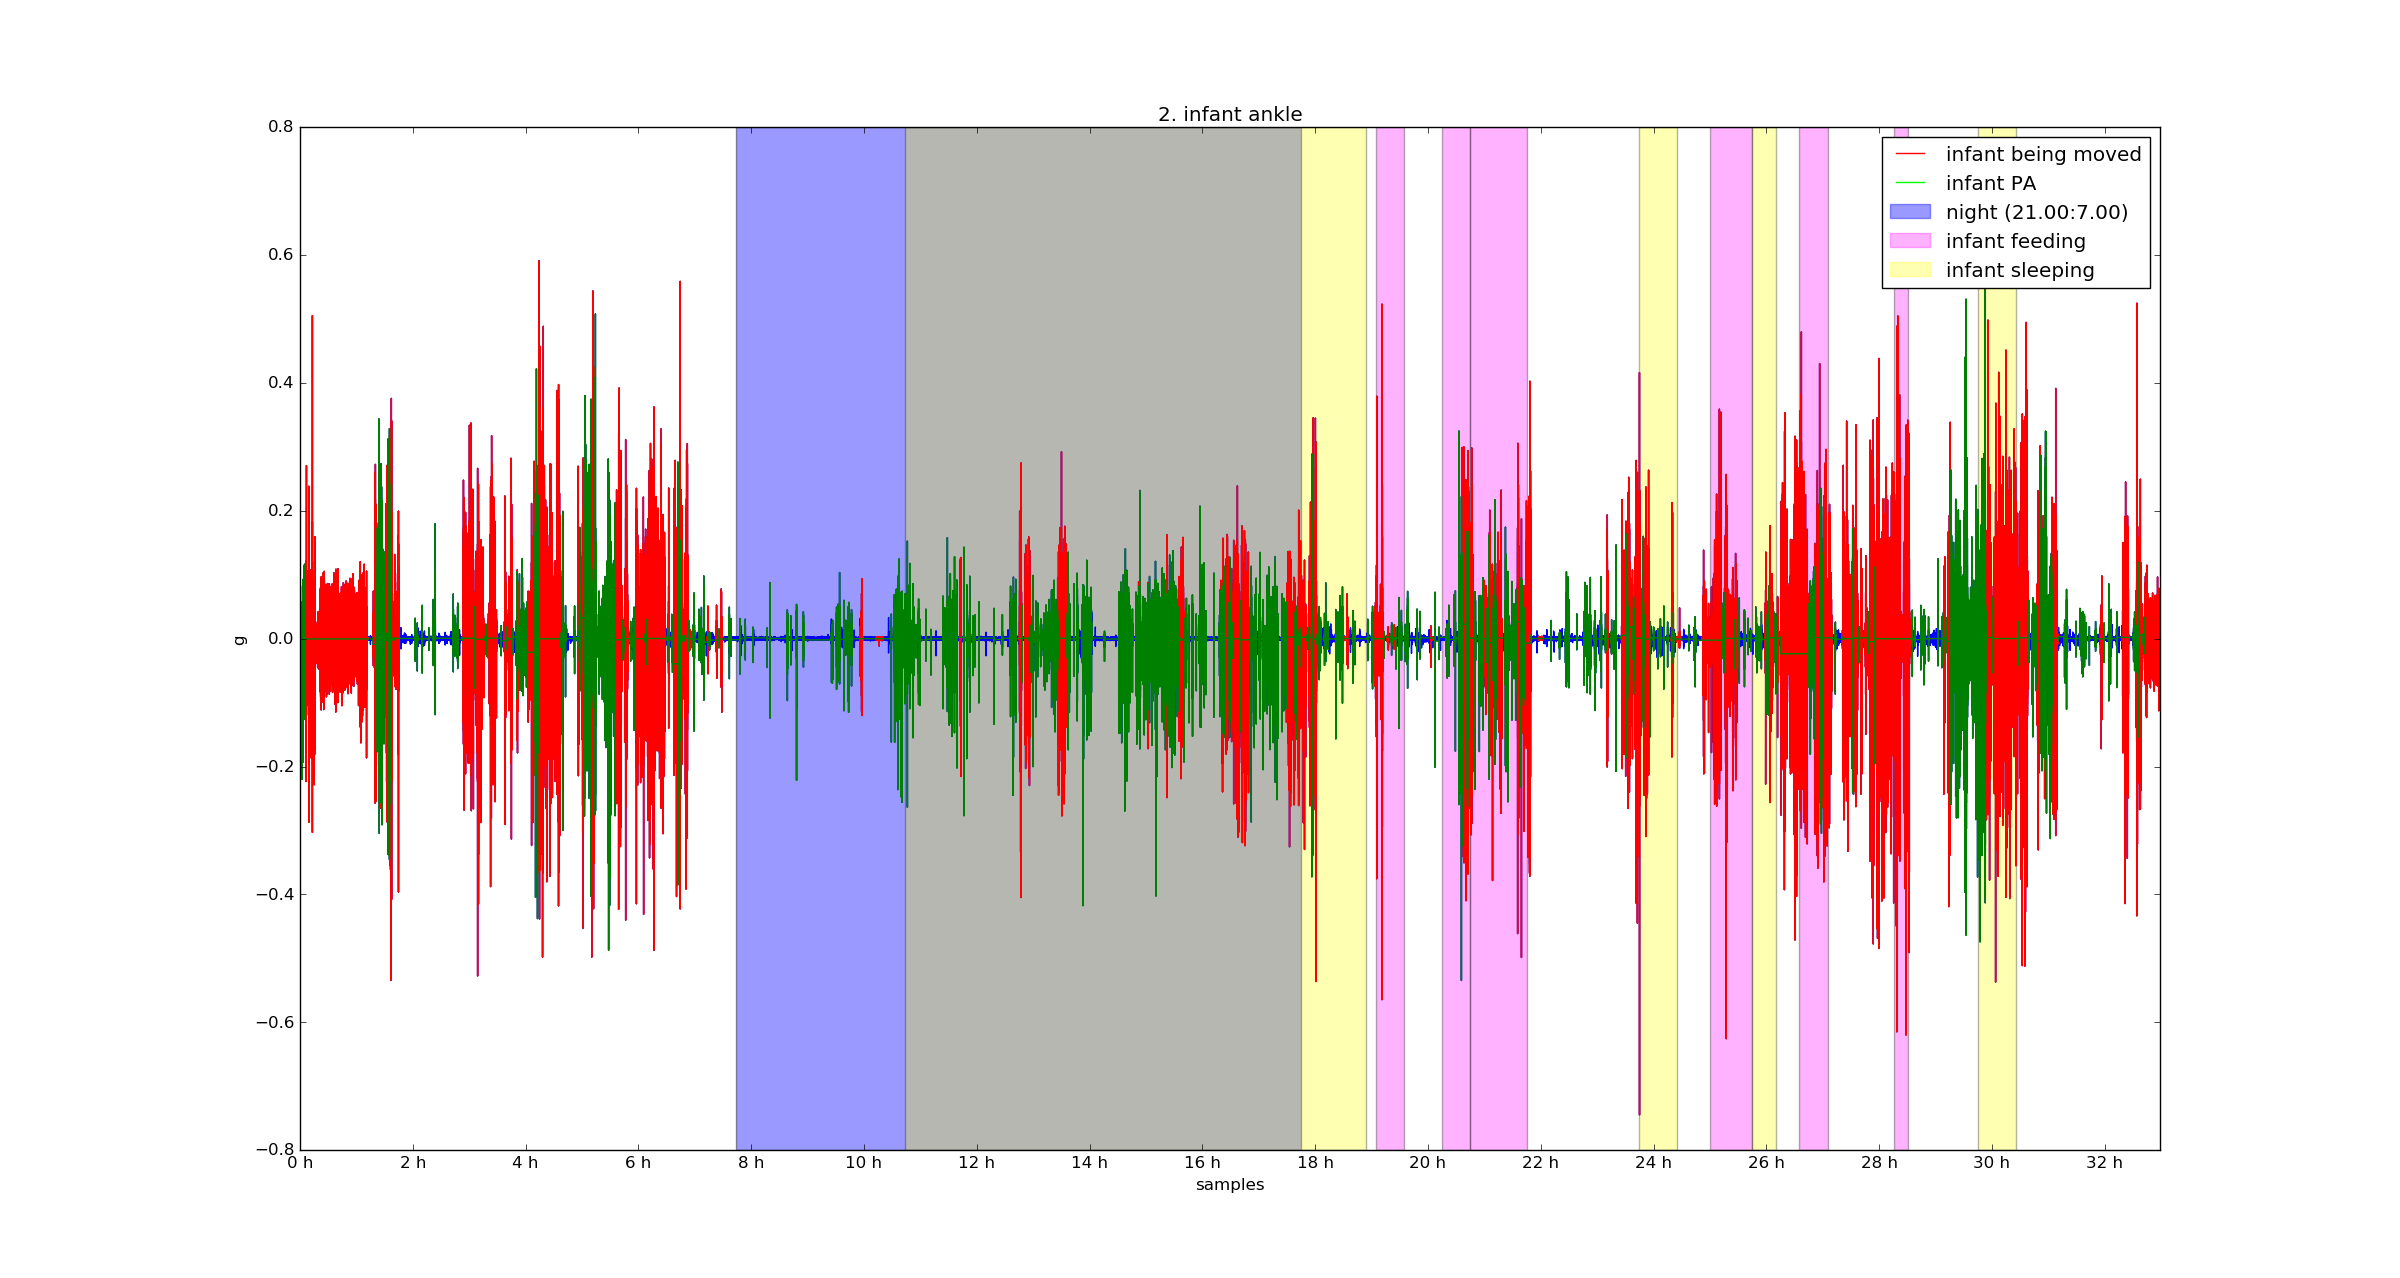 2. infant ankle
0.8
0.6
0.4
0.2
0.0
−0.2
−0.4
−0.6
−0.8
g
0 h 2 h 4 h 6 h 8 h 10 h 12 h 14 h 16 h 18 h 20 h 22 h 24 h 26 h 28 h 30 h 32 h
samples
infant being moved
infant PA
night (21.00:7.00)
infant feeding
infant sleeping